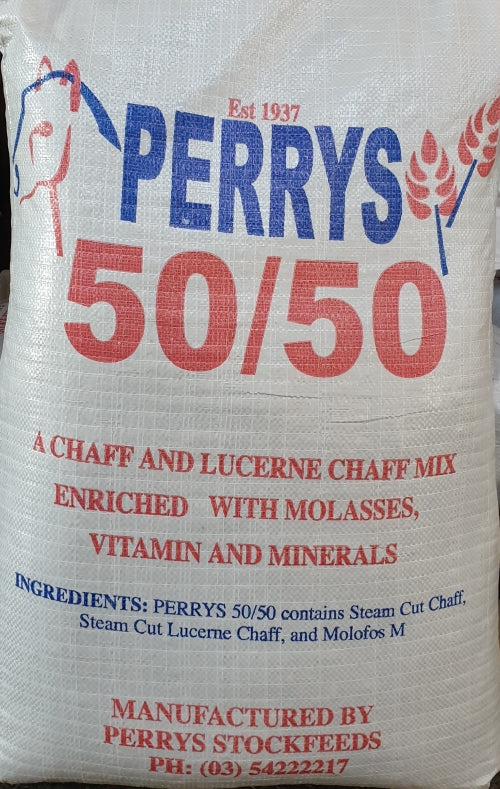 Est 1937
PERRYS
50/50
A CHAFF AND LUCERNE CHAFF MIX
ENRICHED WITH MOLASSES,
VITAMIN AND MINERALS
INGREDIENTS: PERRYS 50/50 contains Steam Cut Chaff,
Steam Cut Lucerne Chaff, and Molofos M
MANUFACTURED BY
PERRYS STOCKFEEDS
PH: (03) 54222217